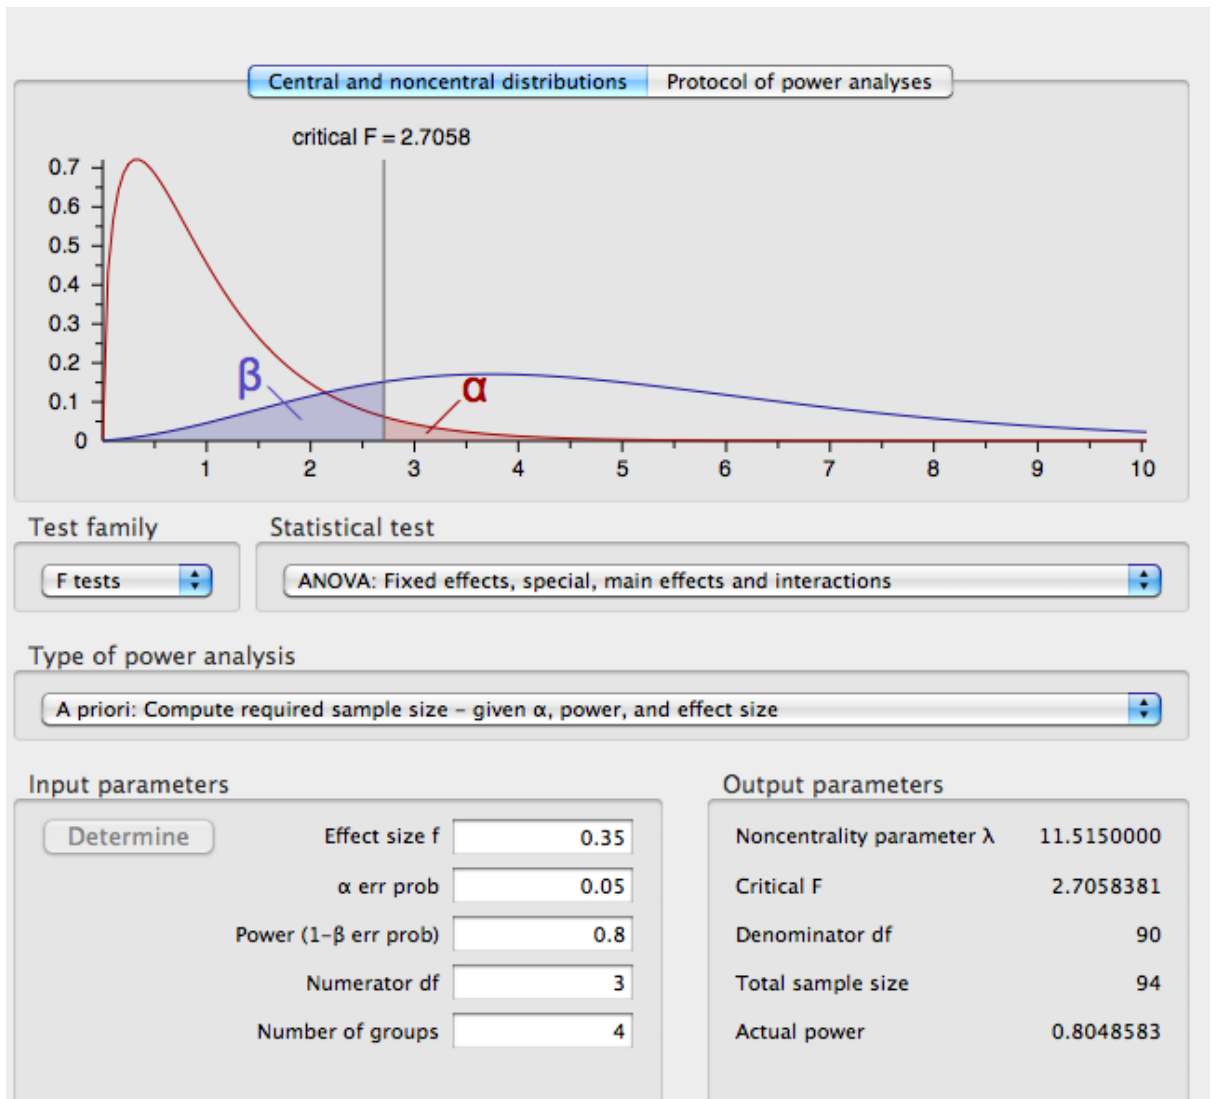 Central and noncentral distributions Protocol of power analyses
critical F = 2.7058
0.7
0.6
0.5
0.4
0.3
0.2
0.1
0
β
α
1 2 3 4 5 6 7 8 9 10
Test family Statistical test
F tests ANOVA: Fixed effects, special, main effects and interactions
Type of power analysis
A priori: Compute required sample size – given α, power, and effect size
Input parameters Output parameters
Determine Effect size f 0.35 Noncentrality parameter λ 11.5150000
α err prob 0.05 Critical F 2.7058381
Power (1-β err prob) 0.8 Denominator df 90
Numerator df 3 Total sample size 94
Number of groups 4 Actual power 0.8048583